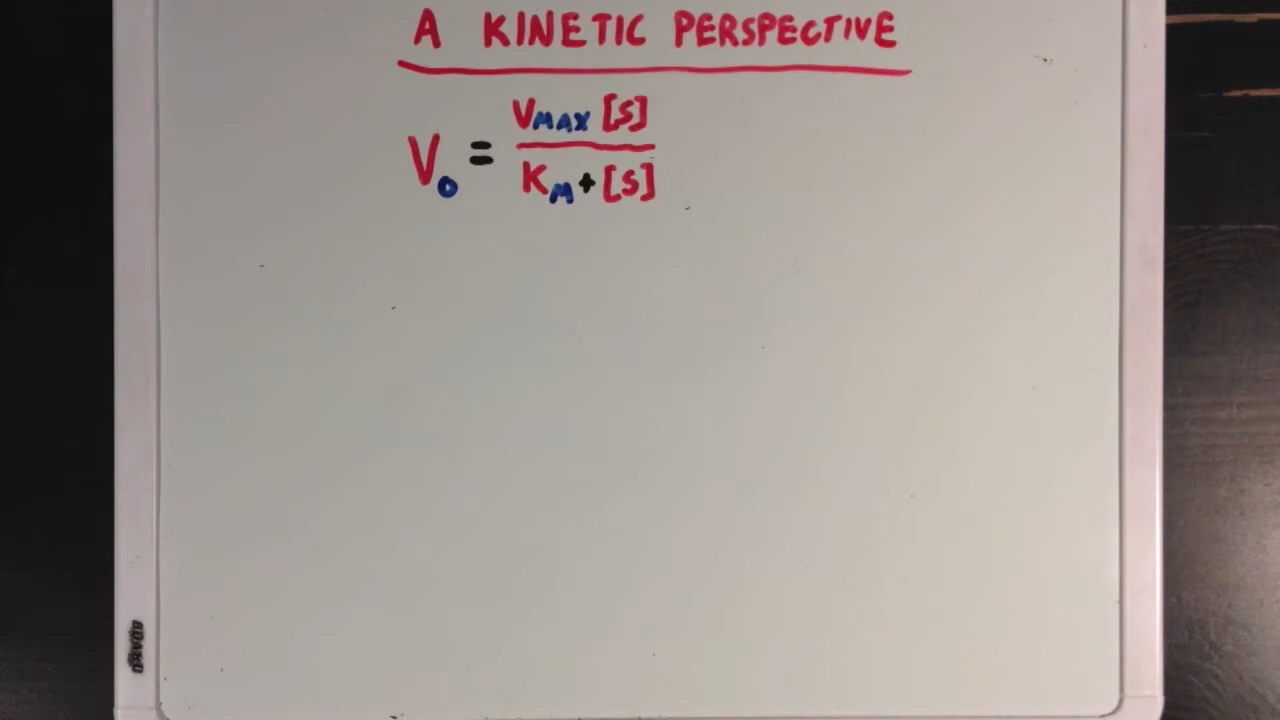 A KINETIC PERSPECTIVE
V₀ = VMAX [S] / KM + [S]